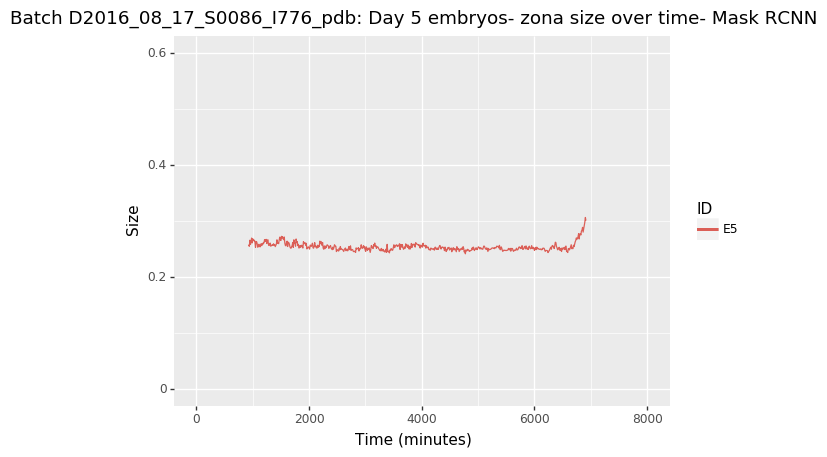 Batch D2016_08_17_S0086_I776_pdb: Day 5 embryos- zona size over time- Mask RCNN
0.6
0.4
0.2
0
Size
0 2000 4000 6000 8000
Time (minutes)
ID
E5